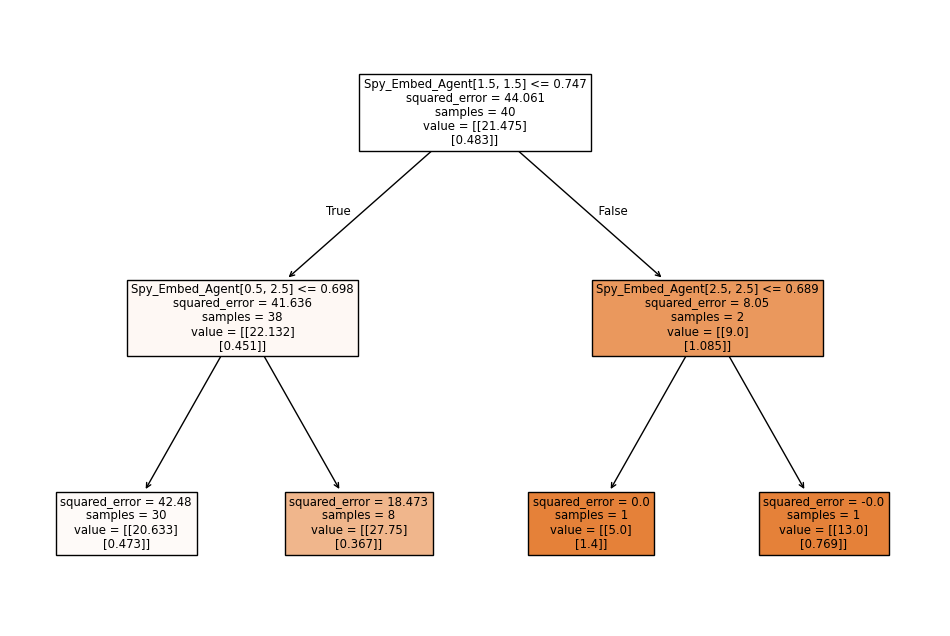 Spy_Embed_Agent[1.5, 1.5] <= 0.747
squared_error = 44.061
samples = 40
value = [[21.475]
[0.483]]
True
False
Spy_Embed_Agent[0.5, 2.5] <= 0.698
squared_error = 41.636
samples = 38
value = [[22.132]
[0.451]]
Spy_Embed_Agent[2.5, 2.5] <= 0.689
squared_error = 8.05
samples = 2
value = [[9.0]
[1.085]]
squared_error = 42.48
samples = 30
value = [[20.633]
[0.473]]
squared_error = 18.473
samples = 8
value = [[27.75]
[0.367]]
squared_error = 0.0
samples = 1
value = [[5.0]
[1.4]]
squared_error = -0.0
samples = 1
value = [[13.0]
[0.769]]